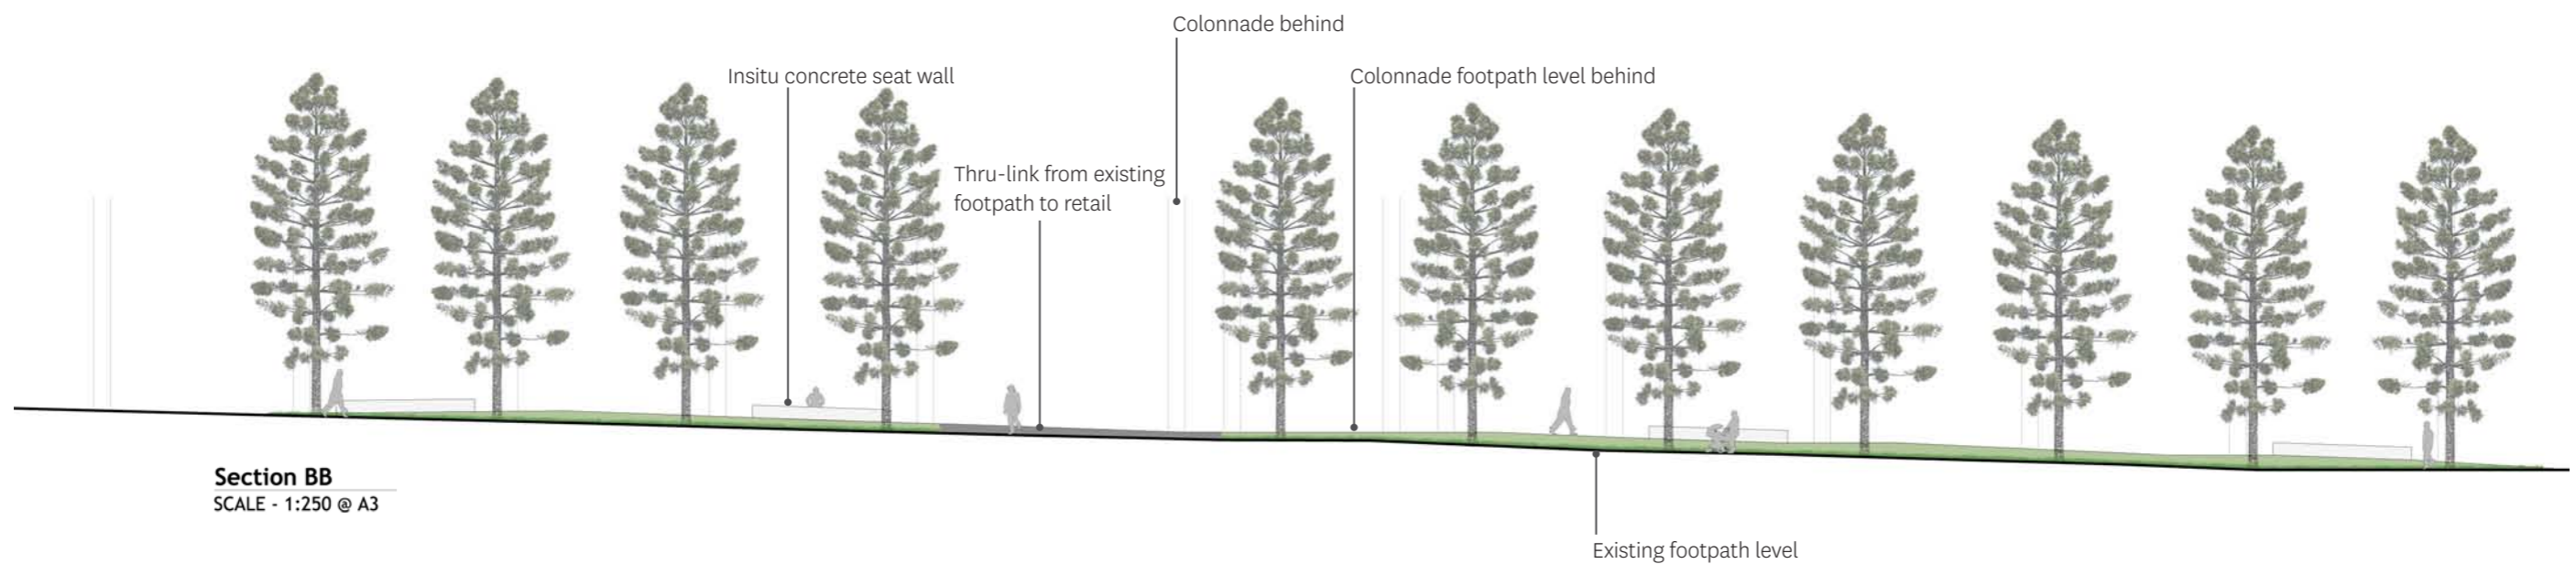 Colonnade behind
Insitu concrete seat wall
Colonnade footpath level behind
Thru-link from existing
footpath to retail
Section BB
SCALE - 1:250 @ A3
Existing footpath level